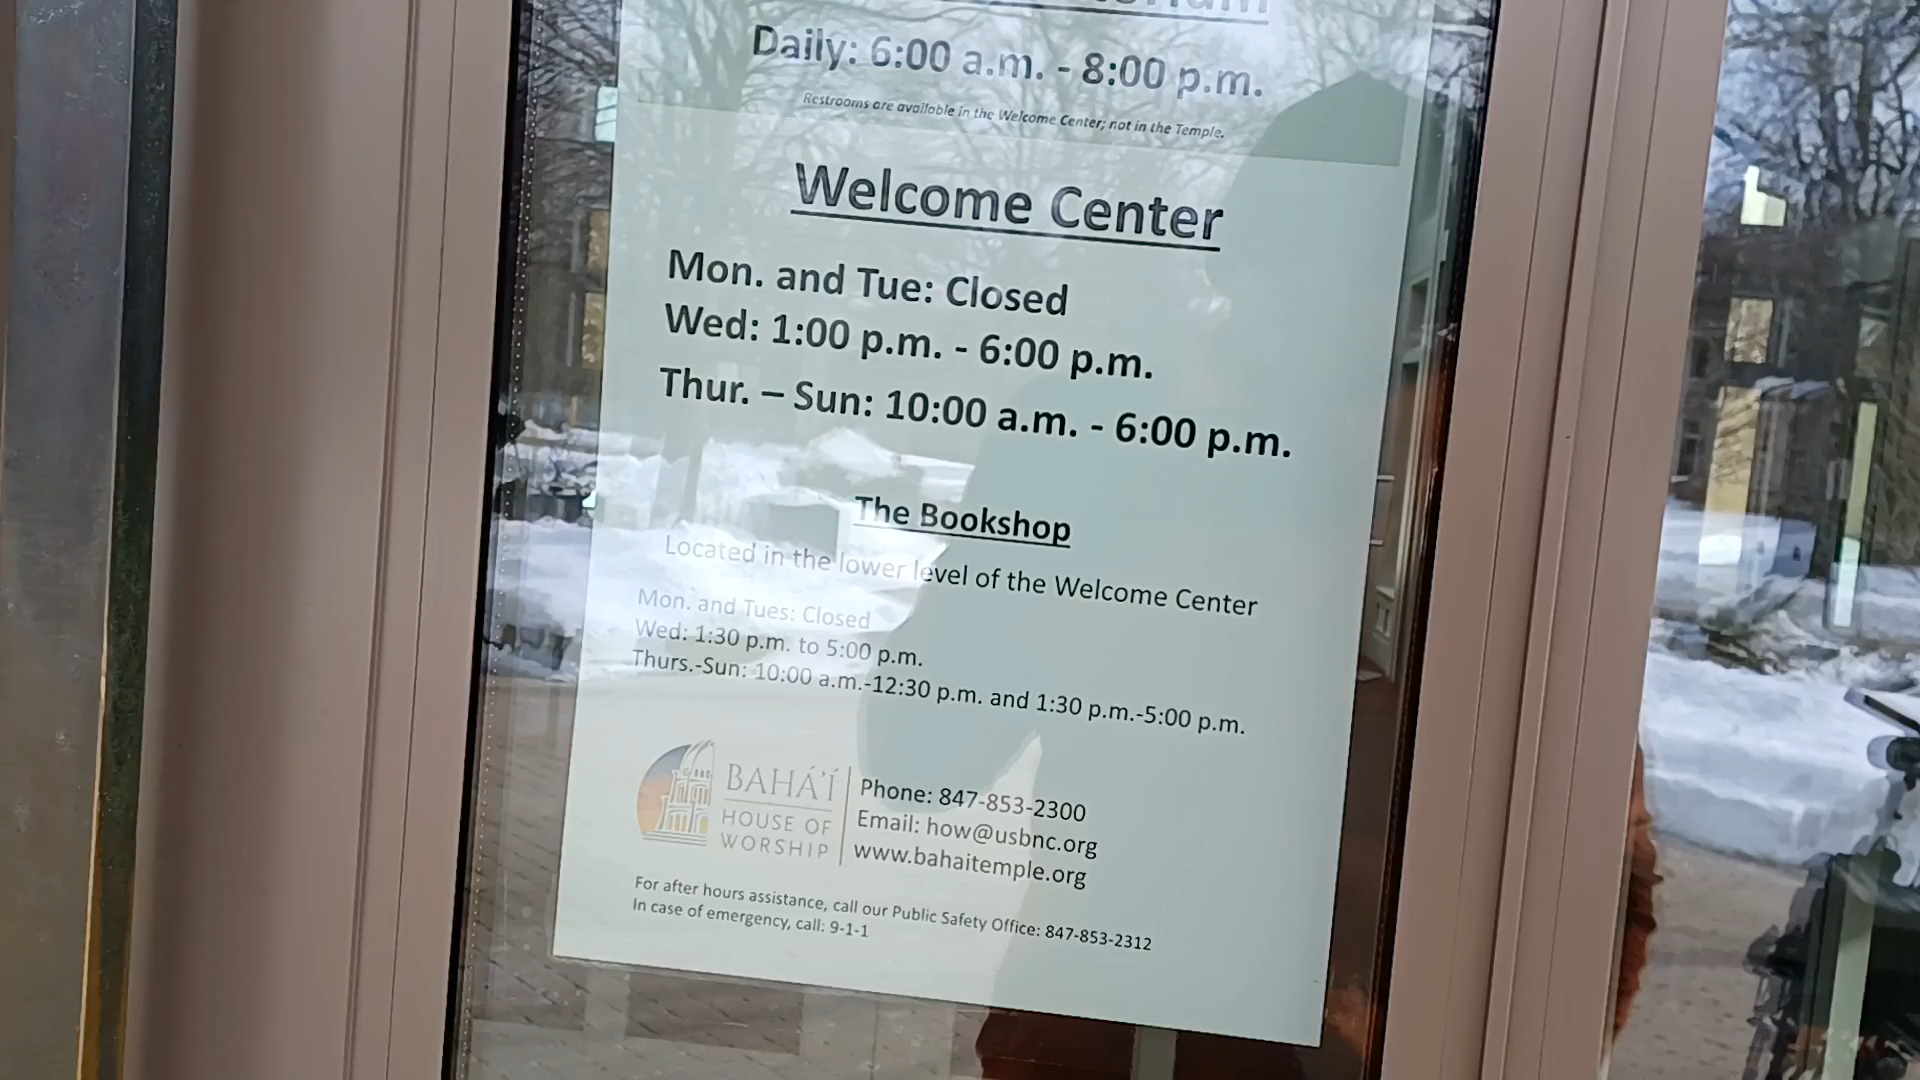 Daily: 6:00 a.m. - 8:00 p.m.
Restrooms are available in the Welcome Center; not in the Temple.
Welcome Center
Mon. and Tue: Closed
Wed: 1:00 p.m. - 6:00 p.m.
Thur. – Sun: 10:00 a.m. - 6:00 p.m.
The Bookshop
Located in the lower level of the Welcome Center
Mon. and Tues: Closed
Wed: 1:30 p.m. to 5:00 p.m.
Thurs.-Sun: 10:00 a.m.-12:30 p.m. and 1:30 p.m.-5:00 p.m.
BAHÁ'Í
HOUSE OF
WORSHIP
Phone: 847-853-2300
Email: how@usbnc.org
www.bahaitemple.org
For after hours assistance, call our Public Safety Office: 847-853-2312
In case of emergency, call: 9-1-1